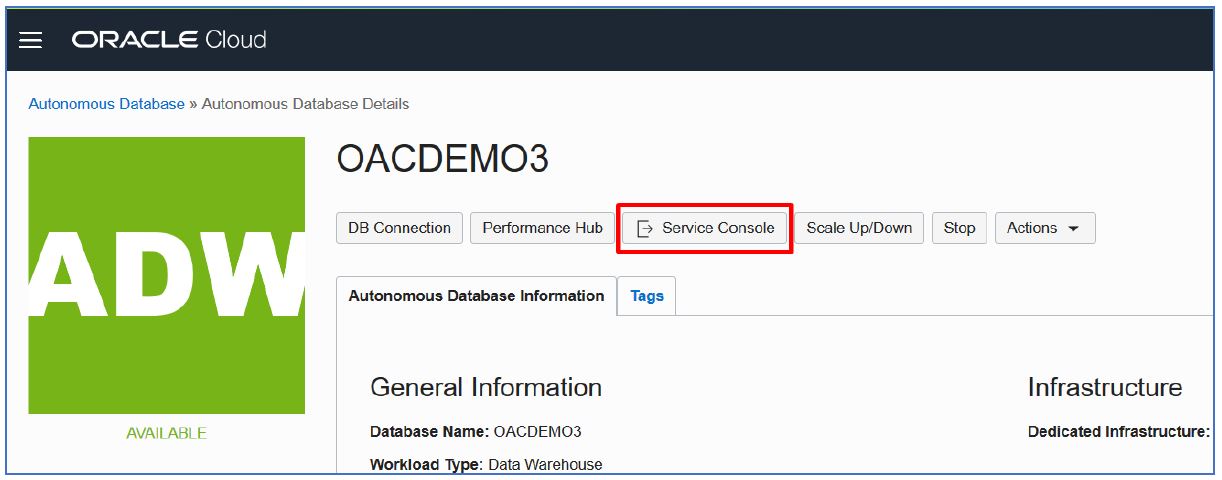 ORACLE Cloud
Autonomous Database » Autonomous Database Details
ADW
AVAILABLE
OACDEMO3
DB Connection Performance Hub Service Console Scale Up/Down Stop Actions
Autonomous Database Information Tags
General Information
Database Name: OACDEMO3
Workload Type: Data Warehouse
Infrastructure
Dedicated Infrastructure: